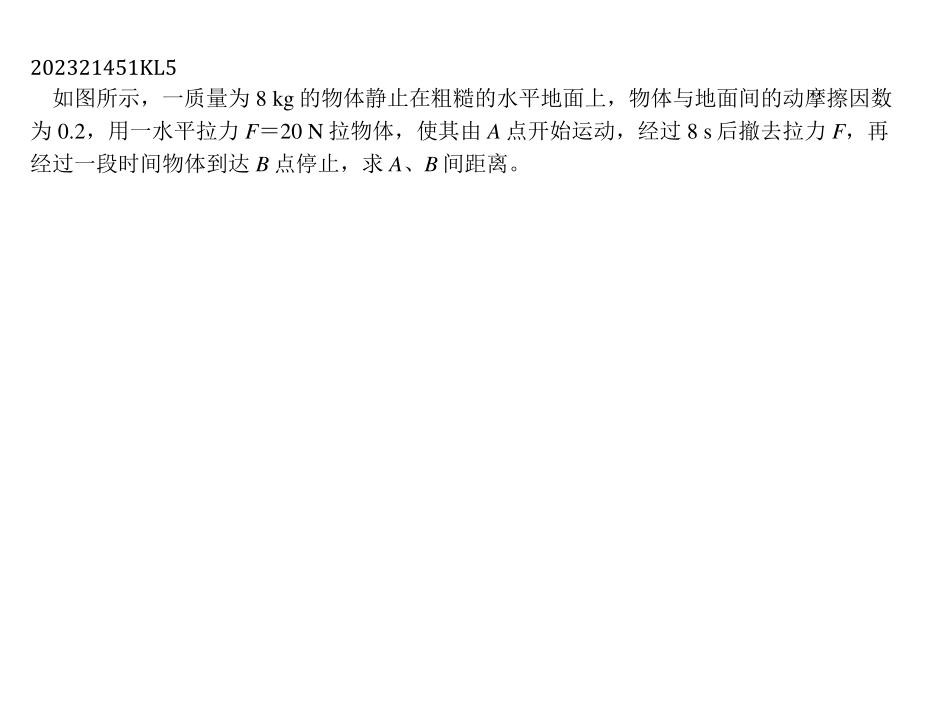 202321451KL5
如图所示，一质量为 8 kg 的物体静止在粗糙的水平地面上，物体与地面间的动摩擦因数
为 0.2，用一水平拉力 F＝20 N 拉物体，使其由 A 点开始运动，经过 8 s 后撤去拉力 F，再
经过一段时间物体到达 B 点停止，求 A、B 间距离。